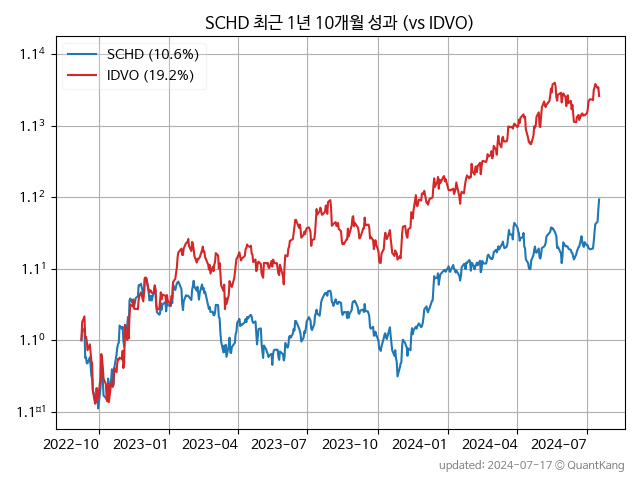 SCHD 최근 1년 10개월 성과 (vs IDVO)
SCHD (10.6%)
IDVO (19.2%)
1.1⁴
1.1³
1.1²
1.1¹
1.1⁰
1.1¤¹
2022-10 2023-01 2023-04 2023-07 2023-10 2024-01 2024-04 2024-07
updated: 2024-07-17 © QuantKang